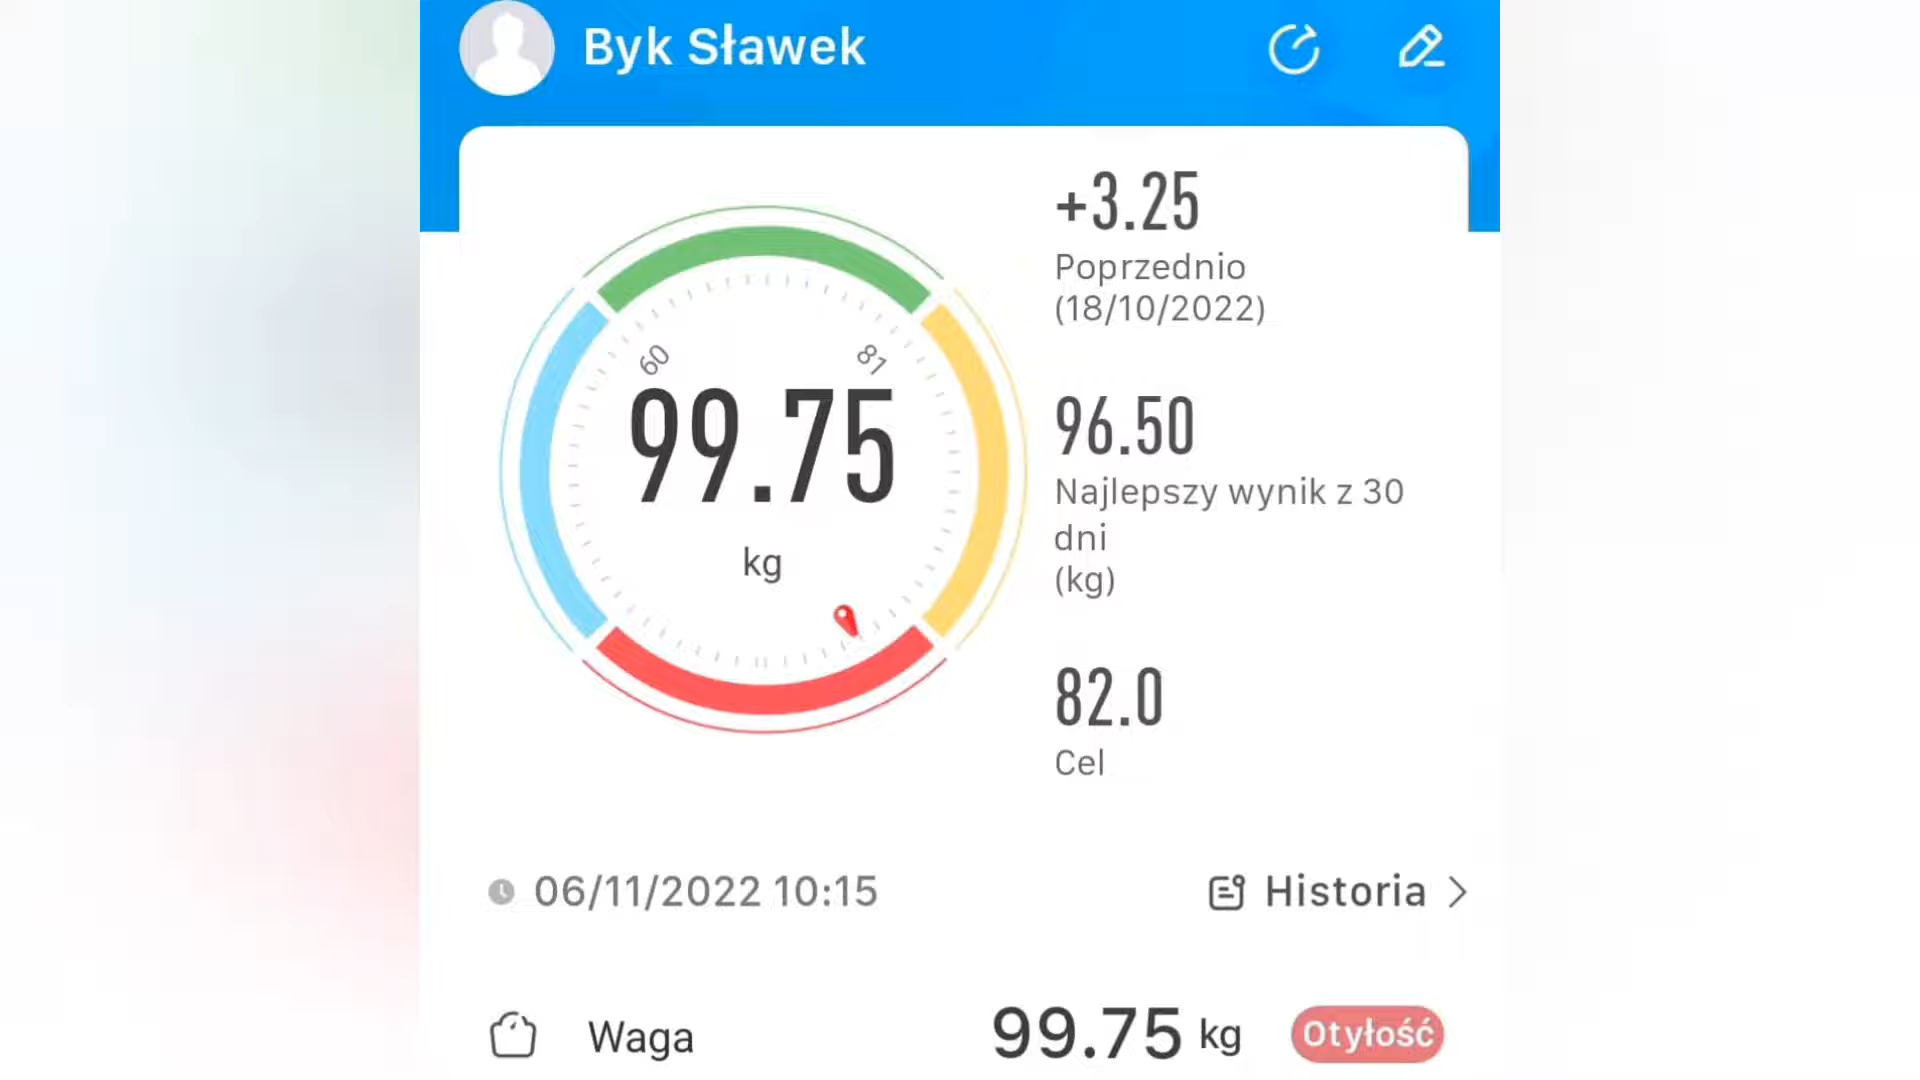 Byk Sławek
+3.25
Poprzednio
(18/10/2022)
60
81
99.75
kg
96.50
Najlepszy wynik z 30
dni
(kg)
82.0
Cel
06/11/2022 10:15
Historia
Waga
99.75 kg
Otyłość